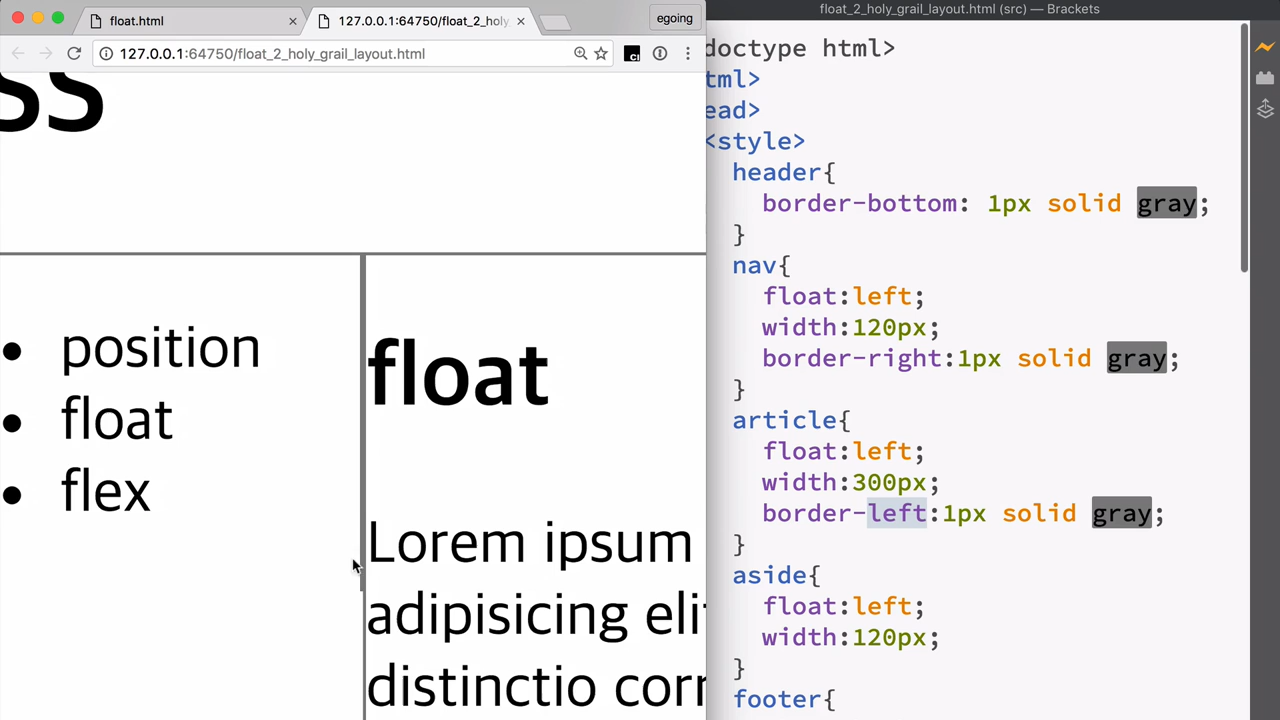 float.html
127.0.0.1:64750/float_2_holy
egoing
127.0.0.1:64750/float_2_holy_grail_layout.html
SS
position
float
flex
float
Lorem ipsum
adipisicing eli
distinctio corr
float_2_holy_grail_layout.html (src) — Brackets
doctype html>
tml>
ead>
<style>
header{
border-bottom: 1px solid gray;
}
nav{
float:left;
width:120px;
border-right:1px solid gray;
}
article{
float:left;
width:300px;
border-left:1px solid gray;
}
aside{
float:left;
width:120px;
}
footer{